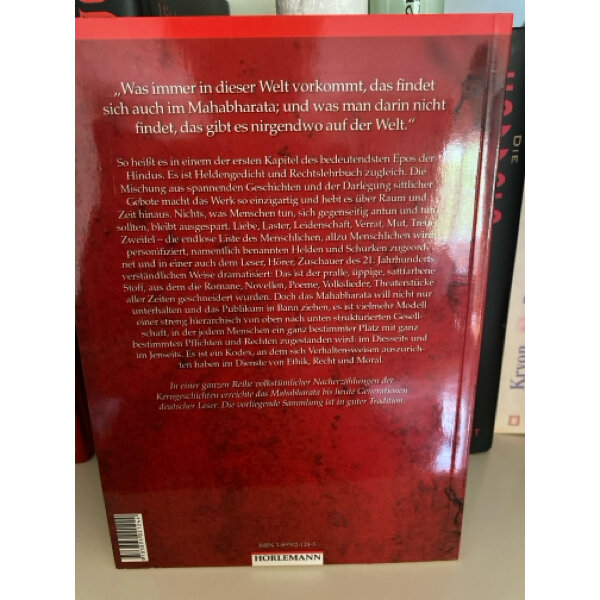 „Was immer in dieser Welt vorkommt, das findet
sich auch im Mahabharata; und was man darin nicht
findet, das gibt es nirgendwo auf der Welt.“
So heißt es in einem der ersten Kapitel des bedeutendsten Epos der
Hindus. Es ist Heldengedicht und Rechtslehrbuch zugleich. Die
Mischung aus spannenden Geschichten und der Darlegung sittlicher
Gebote macht das Werk so einzigartig und hebt es über Raum und
Zeit hinaus. Nichts, was Menschen tun, sich gegenseitig antun und tun
sollten, bleibt ausgespart. Liebe, Laster, Leidenschaft, Verrat, Mut, Treue,
Zweifel – die endlose Liste des Menschlichen, allzu Menschlichen wird
personifiziert, namentlich benannten Helden und Schurken zugeord-
net und in einer auch dem Leser, Hörer, Zuschauer des 21. Jahrhunderts
verständlichen Weise dramatisiert: Das ist der pralle, üppige, sattfarbene
Stoff, aus dem die Romane, Novellen, Poeme, Volkslieder, Theaterstücke
aller Zeiten geschneidert wurden. Doch das Mahabharata will nicht nur
unterhalten und das Publikum in Bann ziehen, es ist vielmehr Modell
einer streng hierarchisch von oben nach unten strukturierten Gesell-
schaft, in der jedem Menschen ein ganz bestimmter Platz mit ganz
bestimmten Pflichten und Rechten zugestanden wird: im Diesseits und
im Jenseits. Es ist ein Kodex, an dem sich Verhaltensweisen auszurich-
ten haben im Dienste von Ethik, Recht und Moral.
In einer ganzen Reihe volkstümlicher Nacherzählungen der
Kerngeschichten erreichte das Mahabharata bis heute Generationen
deutscher Leser. Die vorliegende Sammlung ist in guter Tradition.
ISBN 3-89502-124-5
HORLEMANN
DIE
Kryon